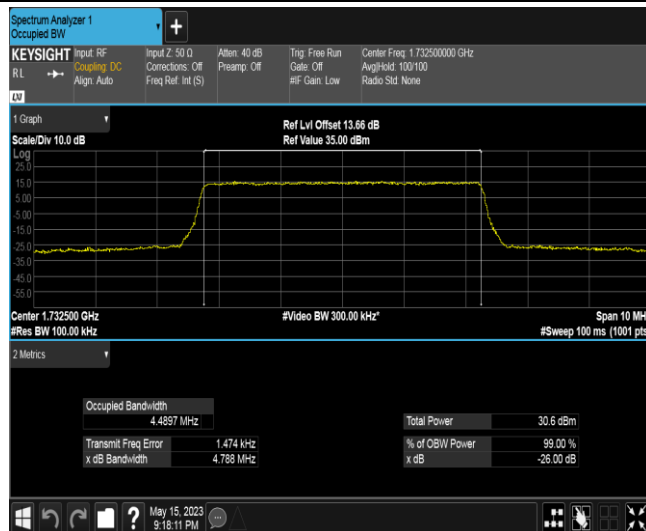 Spectrum Analyzer 1
Occupied BW
+
KEYSIGHT
RL
Input: RF
Coupling: DC
Align: Auto
Input Z: 50 Ω
Corrections: Off
Freq Ref: Int (S)
Atten: 40 dB
Preamp: Off
Trig: Free Run
Gate: Off
#IF Gain: Low
Center Freq: 1.732500000 GHz
Avg|Hold: 100/100
Radio Std: None
LXI
1 Graph
Scale/Div 10.0 dB
Ref Lvl Offset 13.66 dB
Ref Value 35.00 dBm
Log
25.0
15.0
5.00
-5.00
-15.0
-25.0
-35.0
-45.0
-55.0
Center 1.732500 GHz
#Res BW 100.00 kHz
#Video BW 300.00 kHz*
Span 10 MH
#Sweep 100 ms (1001 pts
2 Metrics
Occupied Bandwidth
4.4897 MHz
Transmit Freq Error 1.474 kHz
x dB Bandwidth 4.788 MHz
Total Power 30.6 dBm
% of OBW Power 99.00 %
x dB -26.00 dB
?
May 15, 2023
9:18:11 PM